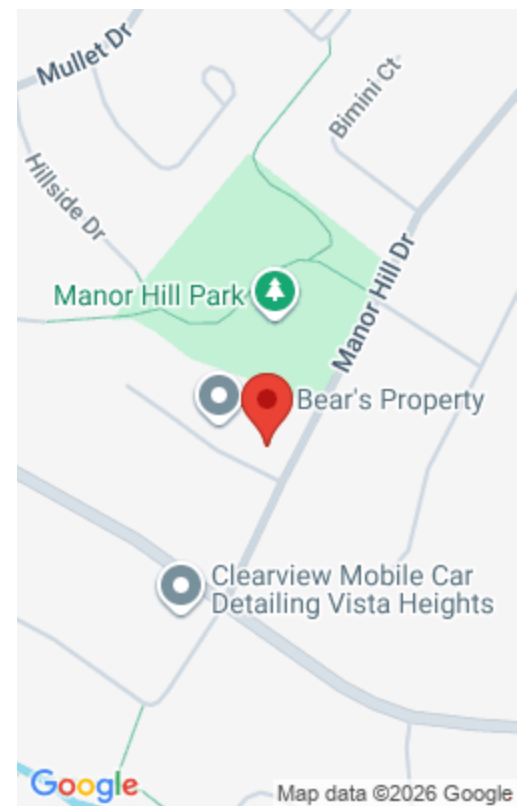 Mullet Dr
Bimini Ct
Hillside Dr
Manor Hill Dr
Manor Hill Park
Bear's Property
Clearview Mobile Car
Detailing Vista Heights
Google
Map data ©2026 Google